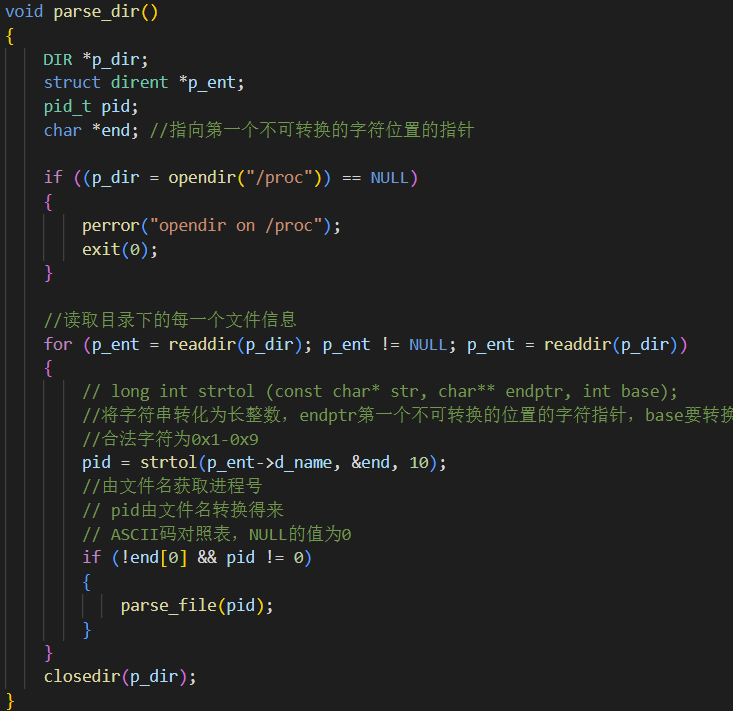 void parse_dir()
{
    DIR *p_dir;
    struct dirent *p_ent;
    pid_t pid;
    char *end; //指向第一个不可转换的字符位置的指针
    if ((p_dir = opendir("/proc")) == NULL)
    {
        perror("opendir on /proc");
        exit(0);
    }
    //读取目录下的每一个文件信息
    for (p_ent = readdir(p_dir); p_ent != NULL; p_ent = readdir(p_dir))
    {
        // long int strtol (const char* str, char** endptr, int base);
        //将字符串转化为长整数，endptr第一个不可转换的位置的字符指针，base要转换
        //合法字符为0x1-0x9
        pid = strtol(p_ent->d_name, &end, 10);
        //由文件名获取进程号
        // pid由文件名转换得来
        // ASCII码对照表，NULL的值为0
        if (!end[0] && pid != 0)
        {
            parse_file(pid);
        }
    }
    closedir(p_dir);
}